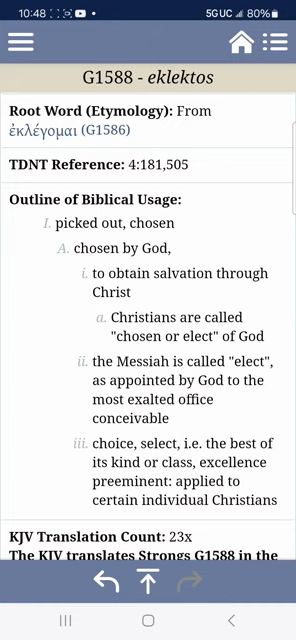 10:48 5G UC 80%
G1588 - eklektos
Root Word (Etymology): From
ἐκλέγομαι (G1586)
TDNT Reference: 4:181,505
Outline of Biblical Usage:
I. picked out, chosen
A. chosen by God,
i. to obtain salvation through
Christ
a. Christians are called
"chosen or elect" of God
ii. the Messiah is called "elect",
as appointed by God to the
most exalted office
conceivable
iii. choice, select, i.e. the best of
its kind or class, excellence
preeminent: applied to
certain individual Christians
KJV Translation Count: 23x
The KJV translates Strongs G1588 in the